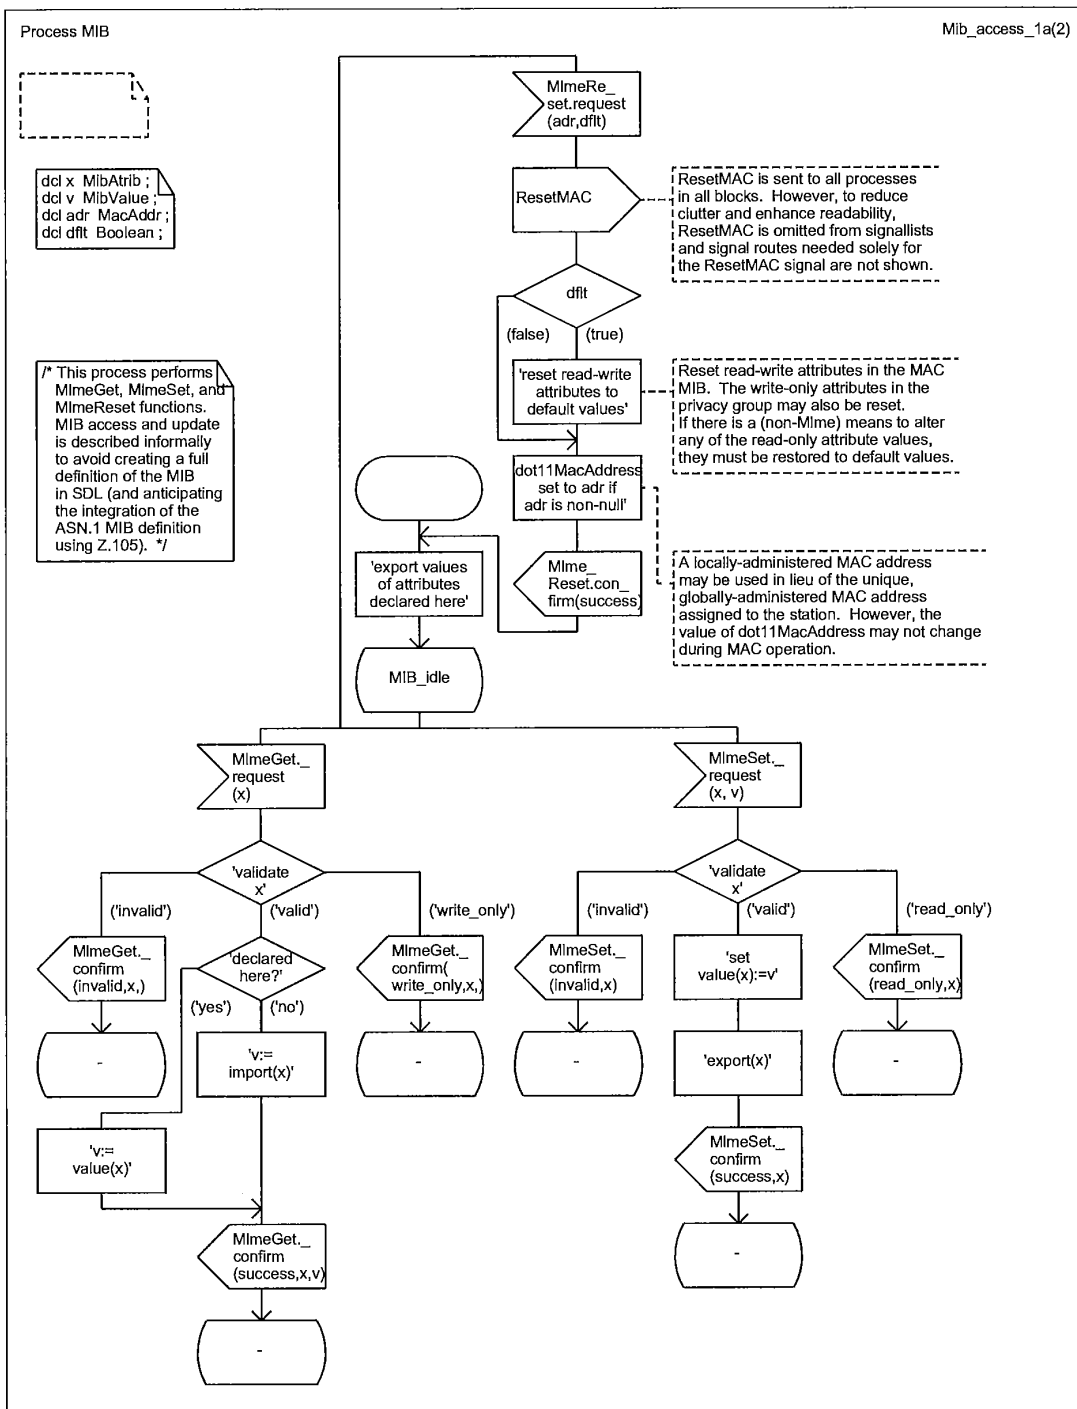 Process MIB
Mib_access_1a(2)
MlmeRe_
set.request
(adr,dflt)
dcl x MibAtrib ;
dcl v MibValue ;
dcl adr MacAddr ;
dcl dflt Boolean ;
ResetMAC
ResetMAC is sent to all processes
in all blocks. However, to reduce
clutter and enhance readability,
ResetMAC is omitted from signallists
and signal routes needed solely for
the ResetMAC signal are not shown.
dflt
(false)
(true)
/* This process performs
MlmeGet, MlmeSet, and
MlmeReset functions.
MIB access and update
is described informally
to avoid creating a full
definition of the MIB
in SDL (and anticipating
the integration of the
ASN.1 MIB definition
using Z.105). */
'reset read-write
attributes to
default values'
Reset read-write attributes in the MAC
MIB. The write-only attributes in the
privacy group may also be reset.
If there is a (non-Mlme) means to alter
any of the read-only attribute values,
they must be restored to default values.
dot11MacAddress
set to adr if
adr is non-null'
'export values
of attributes
declared here'
Mlme_
Reset.con_
firm(success)
A locally-administered MAC address
may be used in lieu of the unique,
globally-administered MAC address
assigned to the station. However, the
value of dot11MacAddress may not change
during MAC operation.
MIB_idle
MlmeGet._
request
(x)
MlmeSet._
request
(x, v)
'validate
x'
'validate
x'
('invalid')
('valid')
('write_only')
('invalid')
('valid')
('read_only')
MlmeGet._
confirm
(invalid,x,)
'declared
here?'
MlmeGet._
confirm(
write_only,x,)
MlmeSet._
confirm
(invalid,x)
'set
value(x):=v'
MlmeSet._
confirm
(read_only,x)
('yes')
('no')
-
'v:=
import(x)'
-
-
'export(x)'
-
'v:=
value(x)'
MlmeSet._
confirm
(success,x)
MlmeGet._
confirm
(success,x,v)
-
-